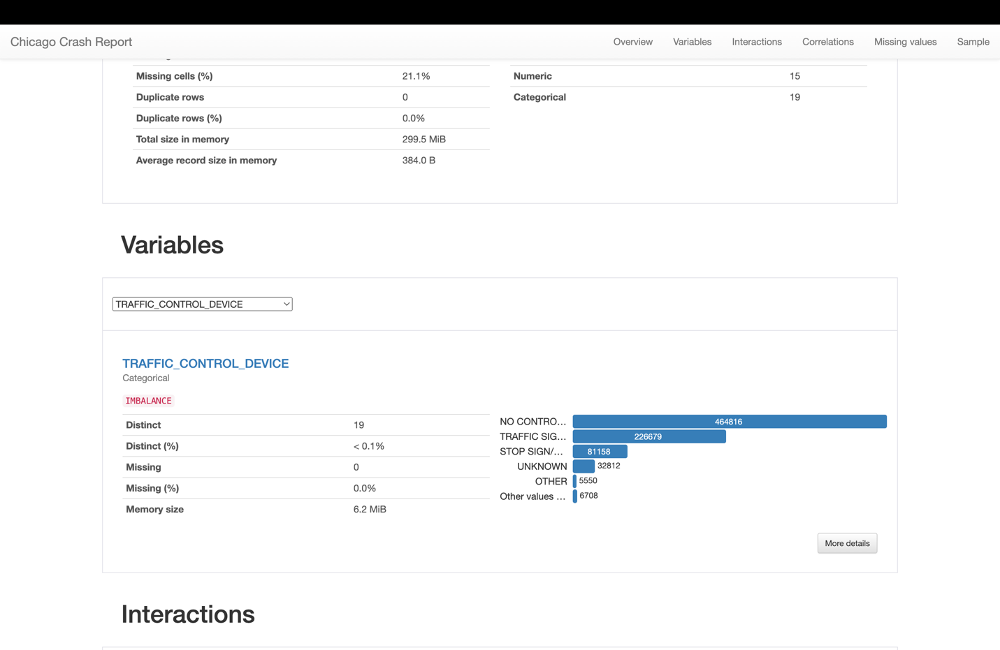 Chicago Crash Report
Overview Variables Interactions Correlations Missing values Sample
Missing cells (%) 21.1%
Duplicate rows 0
Duplicate rows (%) 0.0%
Total size in memory 299.5 MiB
Average record size in memory 384.0 B
Numeric 15
Categorical 19
Variables
TRAFFIC_CONTROL_DEVICE
TRAFFIC_CONTROL_DEVICE
Categorical
IMBALANCE
Distinct 19
Distinct (%) < 0.1%
Missing 0
Missing (%) 0.0%
Memory size 6.2 MiB
NO CONTRO… 464816
TRAFFIC SIG… 226679
STOP SIGN/… 81158
UNKNOWN 32812
OTHER 5550
Other values … 6708
More details
Interactions